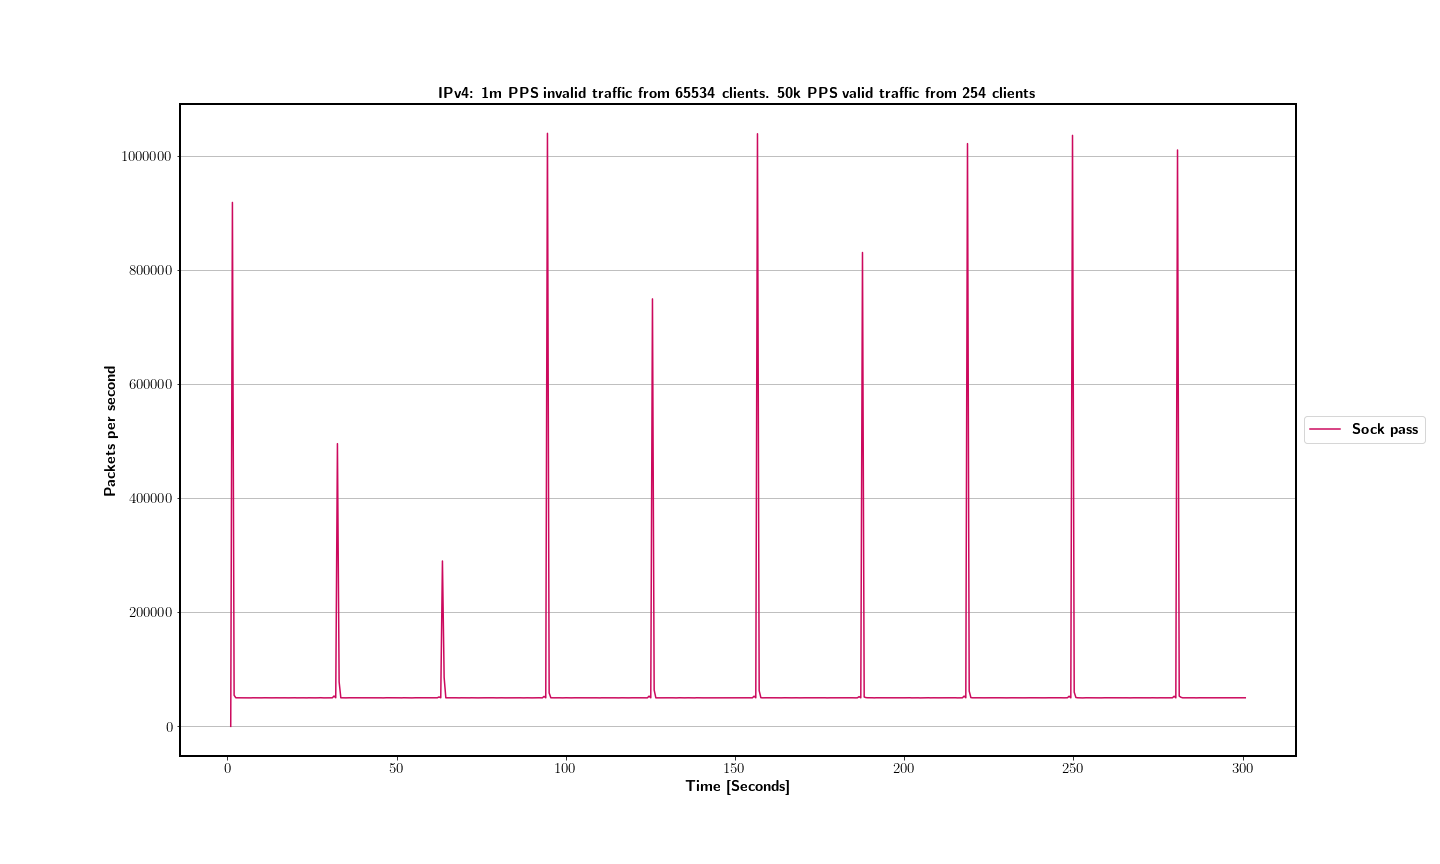 IPv4: 1m PPS invalid traffic from 65534 clients. 50k PPS valid traffic from 254 clients
1000000
800000
600000
400000
200000
0
Packets per second
Sock pass
0 50 100 150 200 250 300
Time [Seconds]